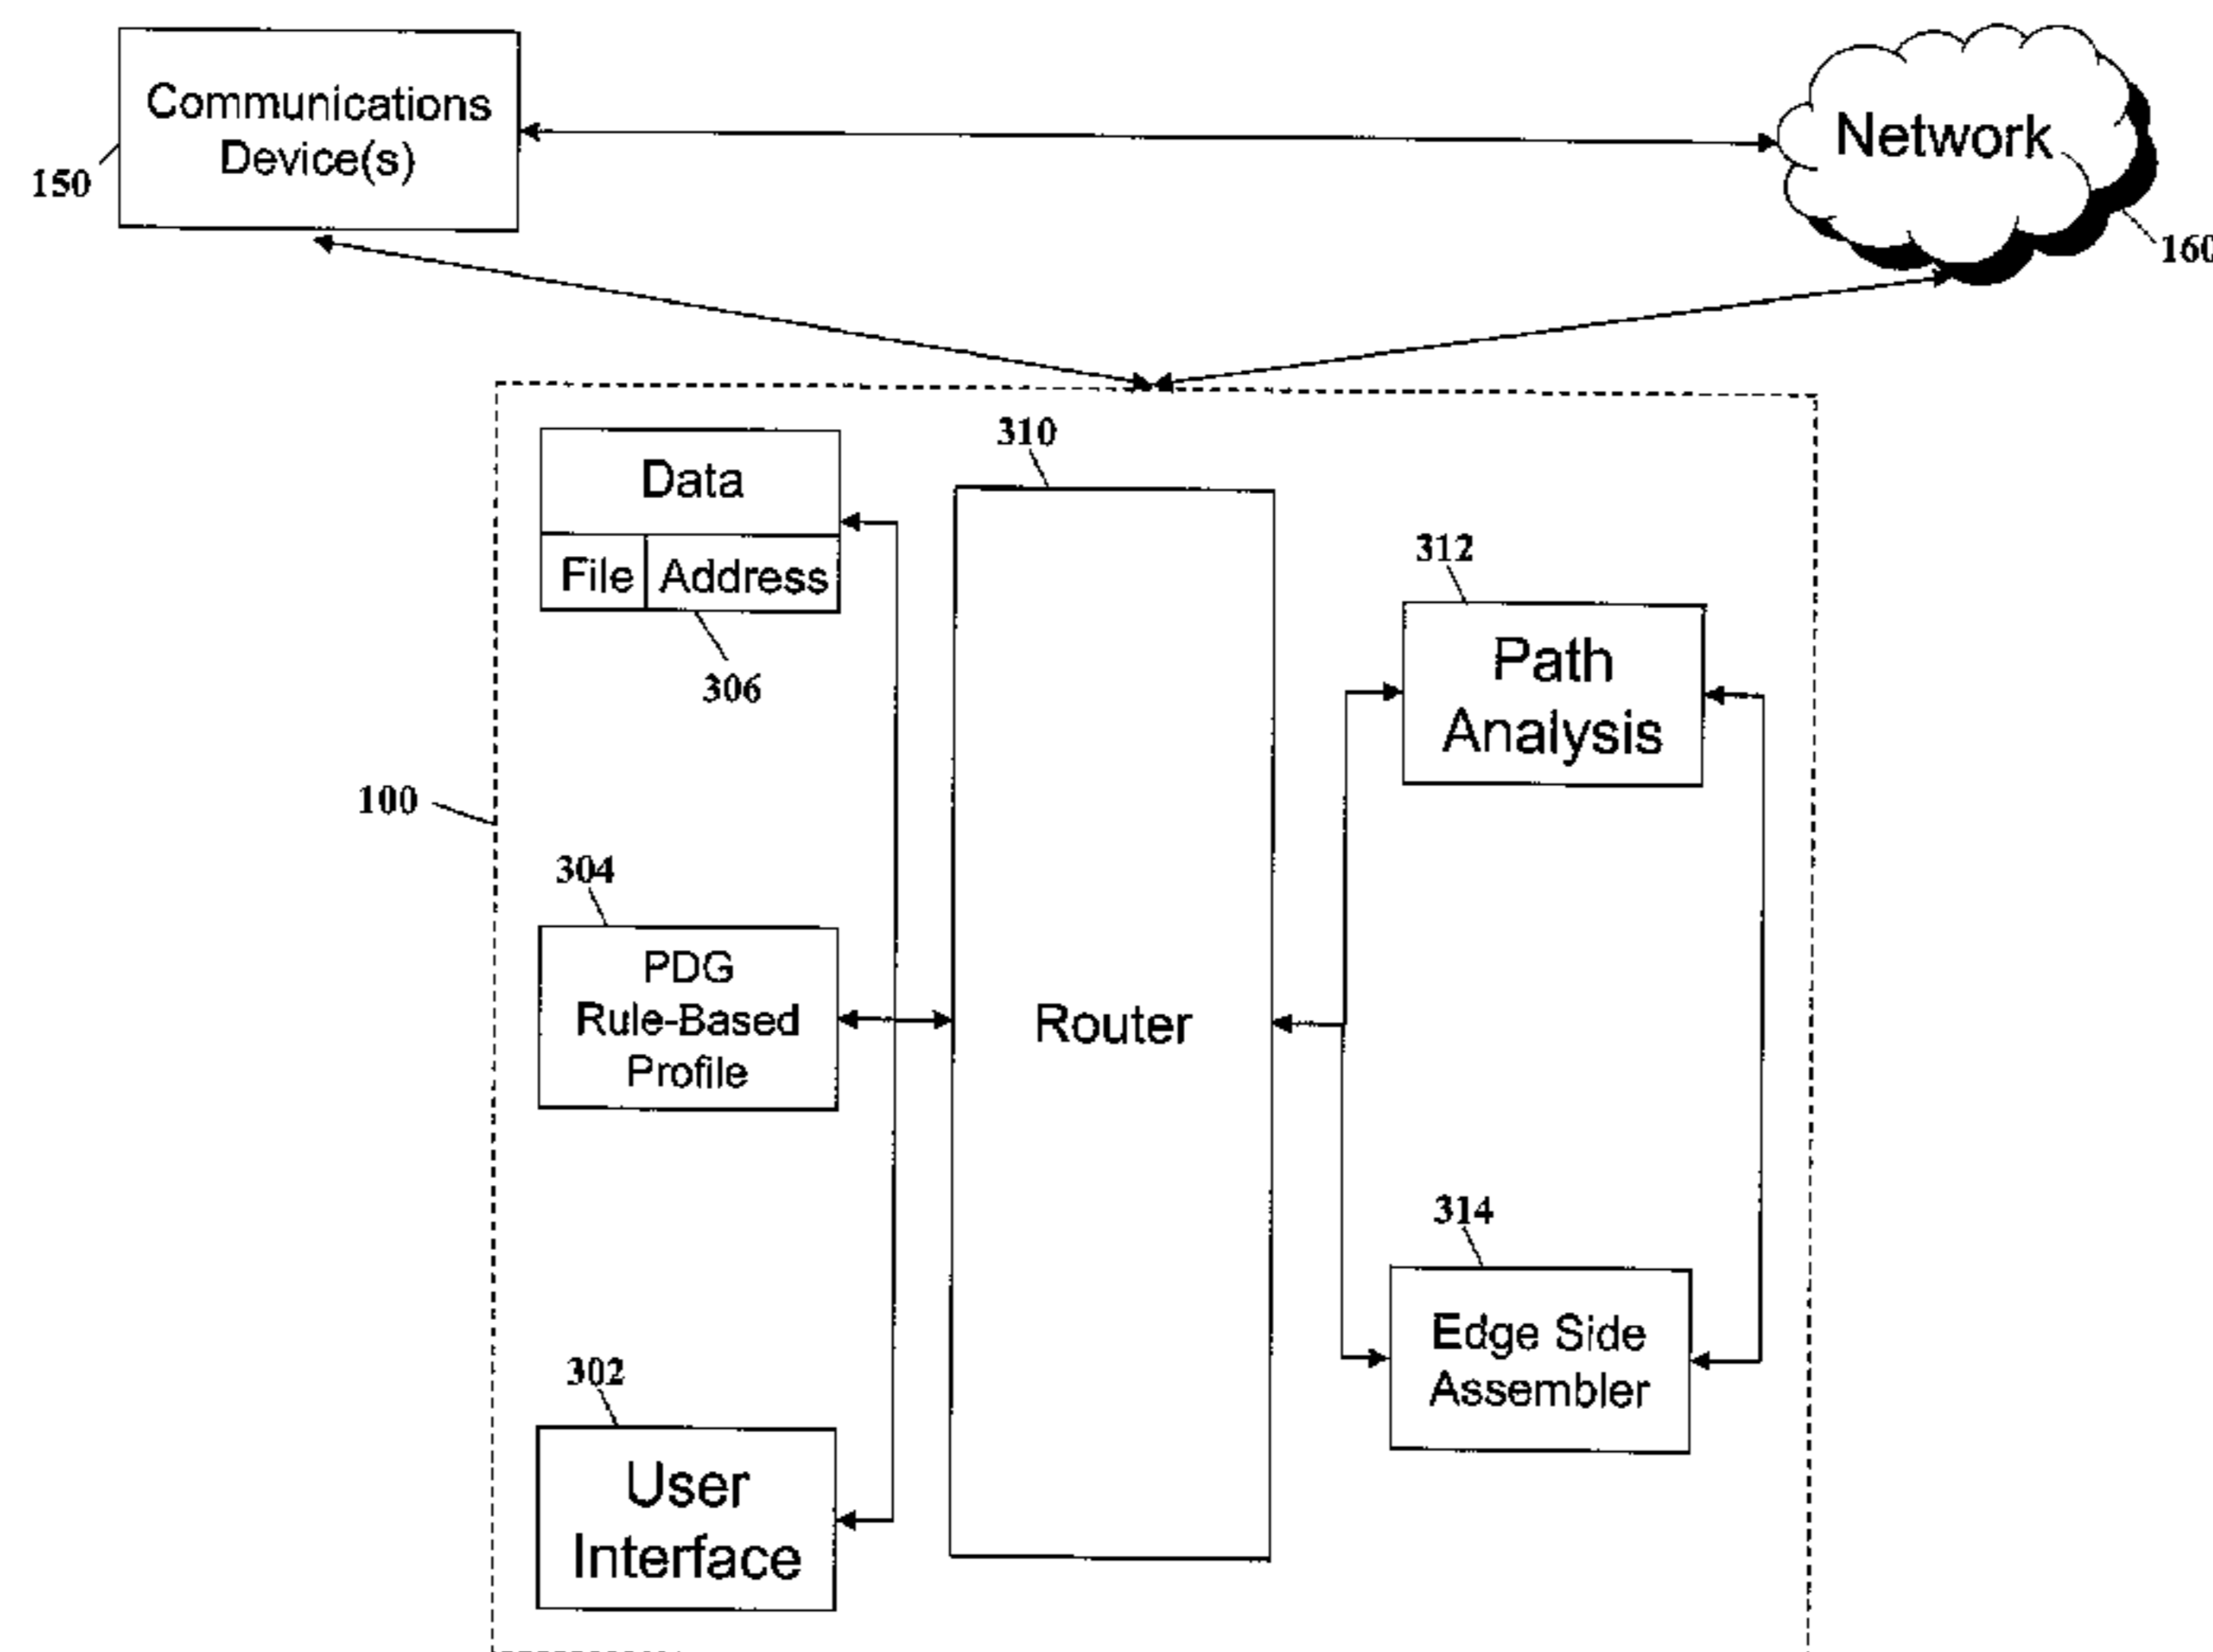 Communications
Device(s)
150
Network
160
310
Data
File Address
306
312
Path
Analysis
100
304
PDG
Rule-Based
Profile
Router
314
Edge Side
Assembler
302
User
Interface